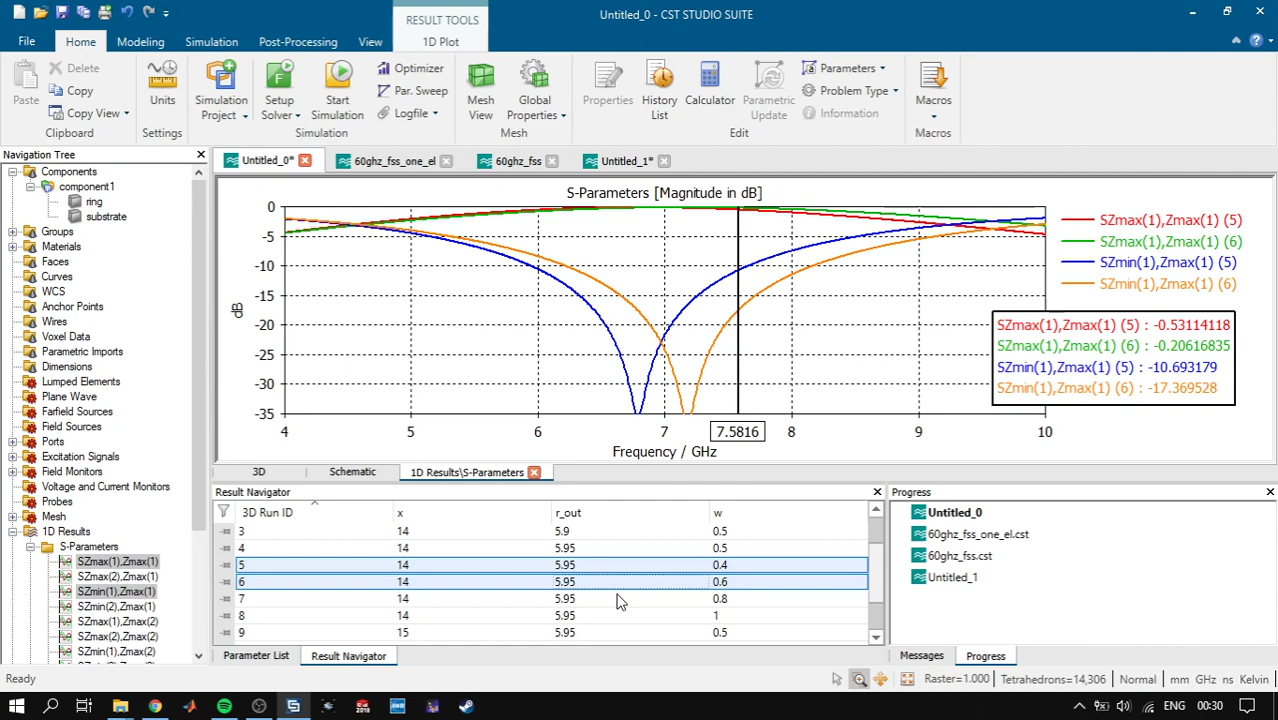 Untitled_0 - CST STUDIO SUITE
RESULT TOOLS
File
Home
Modeling
Simulation
Post-Processing
View
1D Plot
Paste
Delete
Copy
Copy View
Clipboard
Units
Settings
Simulation
Project
Setup
Solver
Start
Simulation
Optimizer
Par. Sweep
Logfile
Simulation
Mesh
View
Global
Properties
Mesh
Properties
History
List
Calculator
Parametric
Update
Parameters
Problem Type
Information
Edit
Macros
Macros
Navigation Tree
Components
component1
ring
substrate
Groups
Materials
Faces
Curves
WCS
Anchor Points
Wires
Voxel Data
Parametric Imports
Dimensions
Lumped Elements
Plane Wave
Farfield Sources
Field Sources
Ports
Excitation Signals
Field Monitors
Voltage and Current Monitors
Probes
Mesh
1D Results
S-Parameters
SZmax(1),Zmax(1)
SZmax(2),Zmax(1)
SZmin(1),Zmax(1)
SZmin(2),Zmax(1)
SZmax(1),Zmax(2)
SZmax(2),Zmax(2)
SZmin(1),Zmax(2)
Untitled_0*
60ghz_fss_one_el
60ghz_fss
Untitled_1*
S-Parameters [Magnitude in dB]
dB
0
-5
-10
-15
-20
-25
-30
-35
4
5
6
7
7.5816
8
9
10
Frequency / GHz
SZmax(1),Zmax(1) (5)
SZmax(1),Zmax(1) (6)
SZmin(1),Zmax(1) (5)
SZmin(1),Zmax(1) (6)
SZmax(1),Zmax(1) (5) : -0.53114118
SZmax(1),Zmax(1) (6) : -0.20616835
SZmin(1),Zmax(1) (5) : -10.693179
SZmin(1),Zmax(1) (6) : -17.369528
3D
Schematic
1D Results\S-Parameters
Result Navigator
3D Run ID x r_out w
3 14 5.9 0.5
4 14 5.95 0.5
5 14 5.95 0.4
6 14 5.95 0.6
7 14 5.95 0.8
8 14 5.95 1
9 15 5.95 0.5
Parameter List
Result Navigator
Progress
Untitled_0
60ghz_fss_one_el.cst
60ghz_fss.cst
Untitled_1
Messages
Progress
Ready
Raster=1.000
Tetrahedrons=14,306
Normal
mm GHz ns Kelvin
ENG
00:30